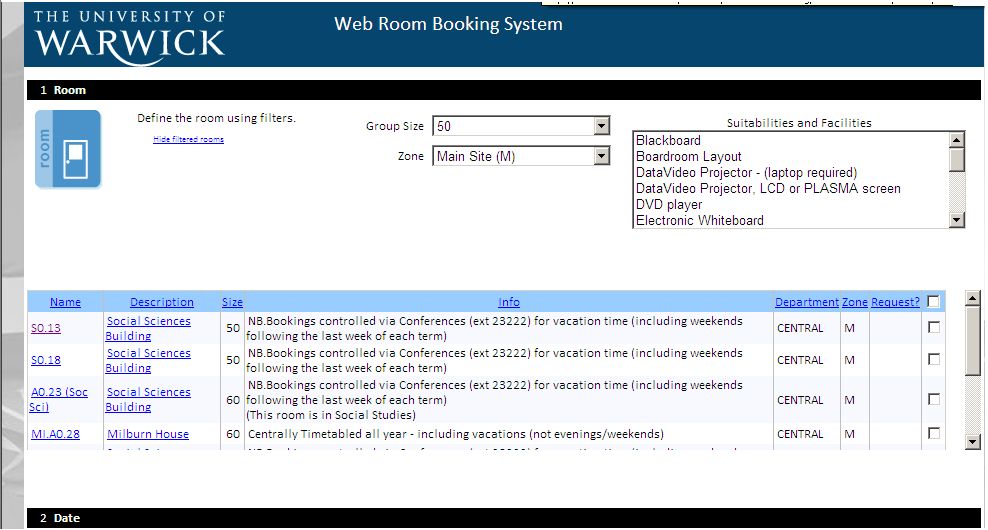 THE UNIVERSITY OF
WARWICK
Web Room Booking System
1 Room
room
Define the room using filters.
Hide filtered rooms
Group Size 50
Zone Main Site (M)
Suitabilities and Facilities
Blackboard
Boardroom Layout
DataVideo Projector - (laptop required)
DataVideo Projector, LCD or PLASMA screen
DVD player
Electronic Whiteboard
Name Description Size Info Department Zone Request?
S0.13 Social Sciences Building 50 NB.Bookings controlled via Conferences (ext 23222) for vacation time (including weekends
following the last week of each term) CENTRAL M
S0.18 Social Sciences Building 50 NB.Bookings controlled via Conferences (ext 23222) for vacation time (including weekends
following the last week of each term) CENTRAL M
A0.23 (Soc Sci) Social Sciences Building 60 NB.Bookings controlled via Conferences (ext 23222) for vacation time (including weekends
following the last week of each term)
(This room is in Social Studies) CENTRAL M
MI.A0.28 Milburn House 60 Centrally Timetabled all year - including vacations (not evenings/weekends) CENTRAL M
2 Date